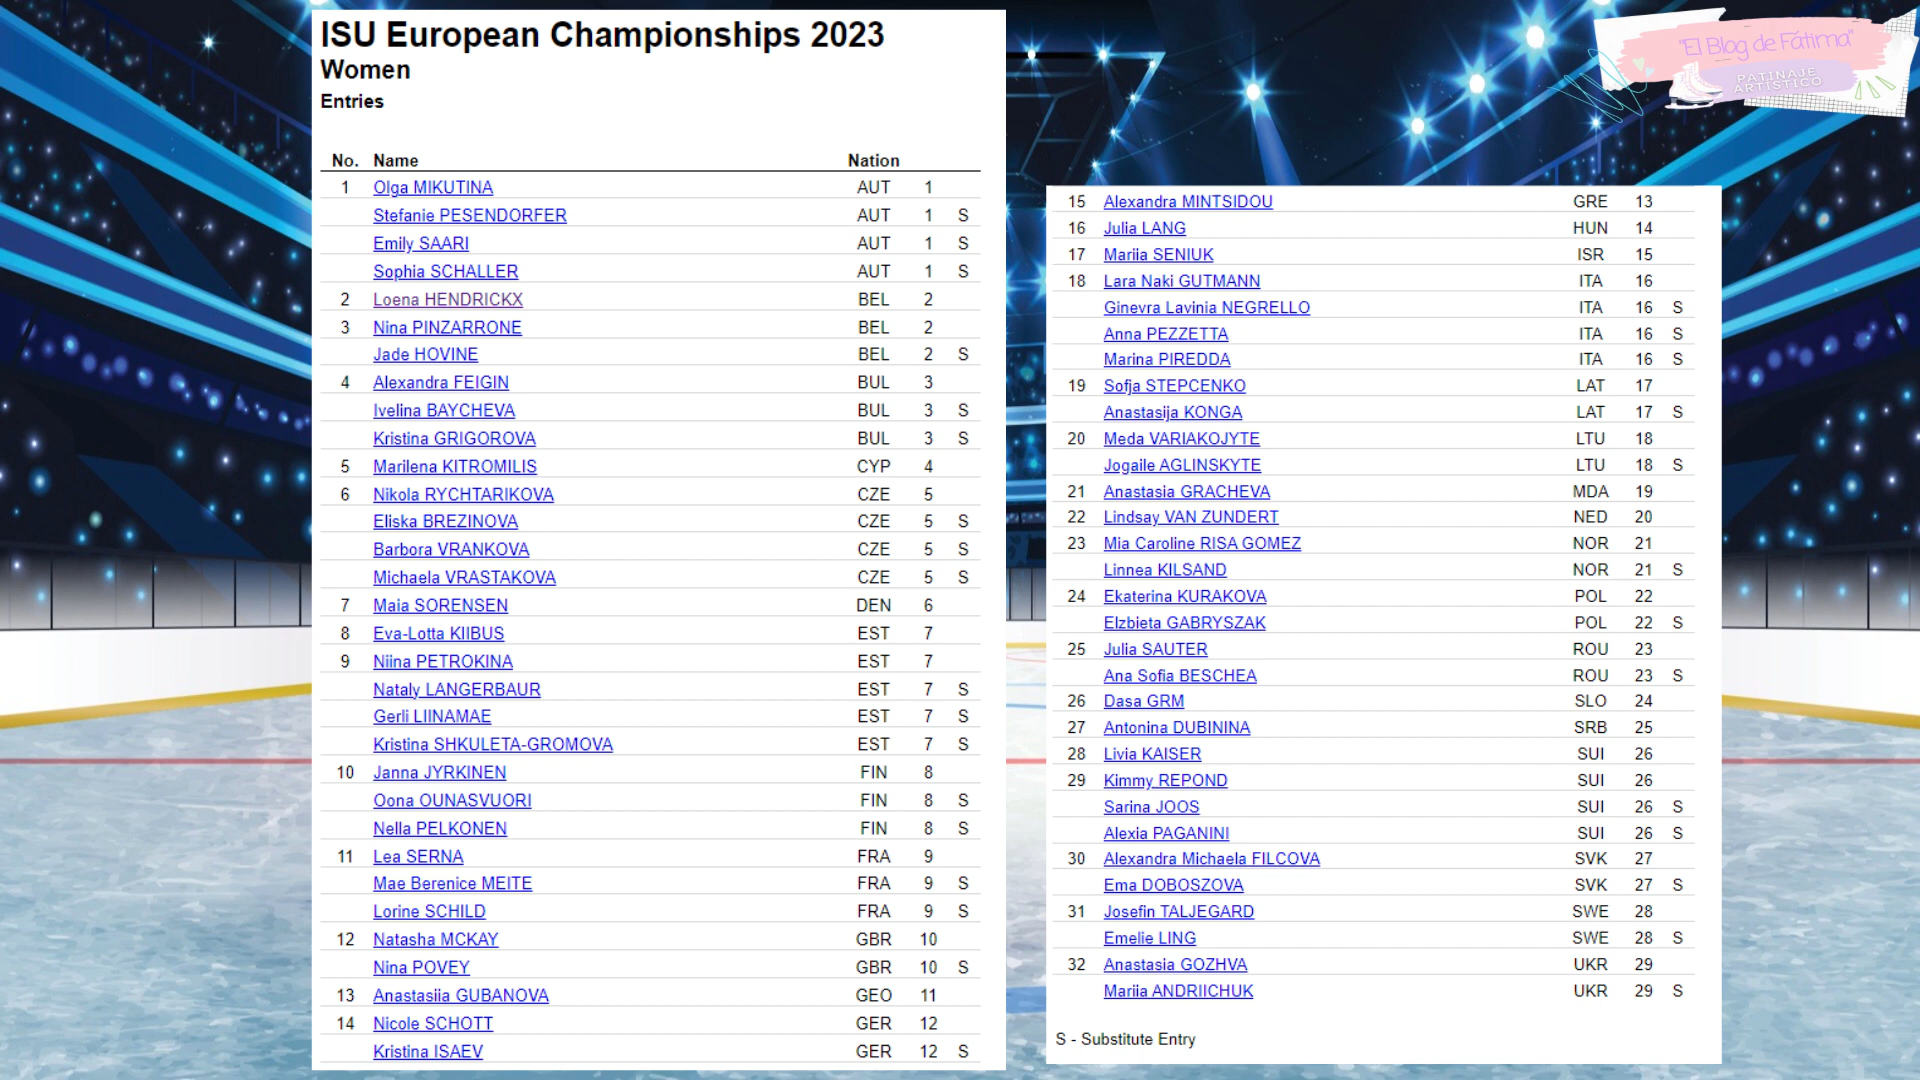 ISU European Championships 2023
Women
Entries
No. Name Nation
1 Olga MIKUTINA AUT 1
Stefanie PESENDORFER AUT 1 S
Emily SAARI AUT 1 S
Sophia SCHALLER AUT 1 S
2 Loena HENDRICKX BEL 2
3 Nina PINZARRONE BEL 2
Jade HOVINE BEL 2 S
4 Alexandra FEIGIN BUL 3
Ivelina BAYCHEVA BUL 3 S
Kristina GRIGOROVA BUL 3 S
5 Marilena KITROMILIS CYP 4
6 Nikola RYCHTARIKOVA CZE 5
Eliska BREZINOVA CZE 5 S
Barbora VRANKOVA CZE 5 S
Michaela VRASTAKOVA CZE 5 S
7 Maia SORENSEN DEN 6
8 Eva-Lotta KIIBUS EST 7
9 Niina PETROKINA EST 7
Nataly LANGERBAUR EST 7 S
Gerli LIINAMAE EST 7 S
Kristina SHKULETA-GROMOVA EST 7 S
10 Janna JYRKINEN FIN 8
Oona OUNASVUORI FIN 8 S
Nella PELKONEN FIN 8 S
11 Lea SERNA FRA 9
Mae Berenice MEITE FRA 9 S
Lorine SCHILD FRA 9 S
12 Natasha MCKAY GBR 10
Nina POVEY GBR 10 S
13 Anastasiia GUBANOVA GEO 11
14 Nicole SCHOTT GER 12
Kristina ISAEV GER 12 S
"El Blog de Fátima"
PATINAJE
ARTÍSTICO
15 Alexandra MINTSIDOU GRE 13
16 Julia LANG HUN 14
17 Mariia SENIUK ISR 15
18 Lara Naki GUTMANN ITA 16
Ginevra Lavinia NEGRELLO ITA 16 S
Anna PEZZETTA ITA 16 S
Marina PIREDDA ITA 16 S
19 Sofja STEPCENKO LAT 17
Anastasija KONGA LAT 17 S
20 Meda VARIAKOJYTE LTU 18
Jogaile AGLINSKYTE LTU 18 S
21 Anastasia GRACHEVA MDA 19
22 Lindsay VAN ZUNDERT NED 20
23 Mia Caroline RISA GOMEZ NOR 21
Linnea KILSAND NOR 21 S
24 Ekaterina KURAKOVA POL 22
Elzbieta GABRYSZAK POL 22 S
25 Julia SAUTER ROU 23
Ana Sofia BESCHEA ROU 23 S
26 Dasa GRM SLO 24
27 Antonina DUBININA SRB 25
28 Livia KAISER SUI 26
29 Kimmy REPOND SUI 26
Sarina JOOS SUI 26 S
Alexia PAGANINI SUI 26 S
30 Alexandra Michaela FILCOVA SVK 27
Ema DOBOSZOVA SVK 27 S
31 Josefin TALJEGARD SWE 28
Emelie LING SWE 28 S
32 Anastasia GOZHVA UKR 29
Mariia ANDRIICHUK UKR 29 S
S - Substitute Entry